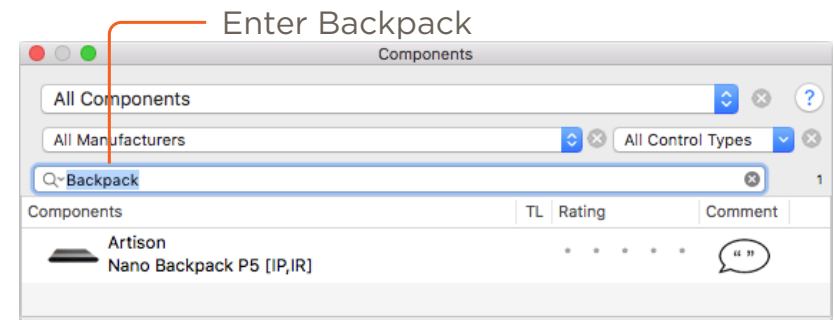 Enter Backpack
Components
All Components
?
All Manufacturers
All Control Types
Backpack
1
Components TL Rating Comment
Artison
Nano Backpack P5 [IP,IR]
“ ”